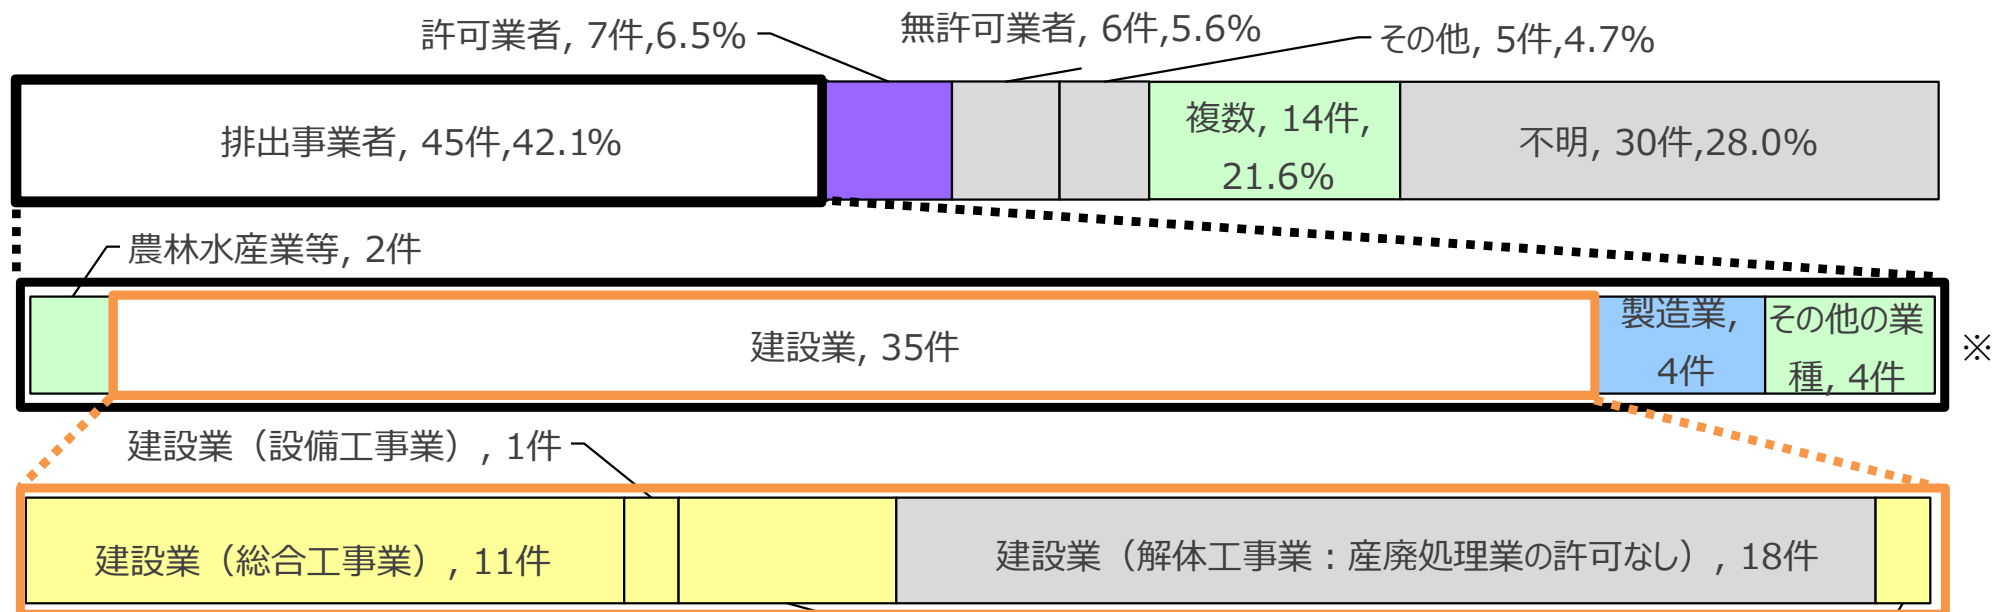 許可業者, 7件,6.5%
無許可業者, 6件,5.6%
その他, 5件,4.7%
排出事業者, 45件,42.1%
複数, 14件,
21.6%
不明, 30件,28.0%
農林水産業等, 2件
建設業, 35件
製造業,
4件
その他の業
種, 4件
※
建設業（設備工事業）, 1件
建設業（総合工事業）, 11件
建設業（解体工事業：産廃処理業の許可なし）, 18件